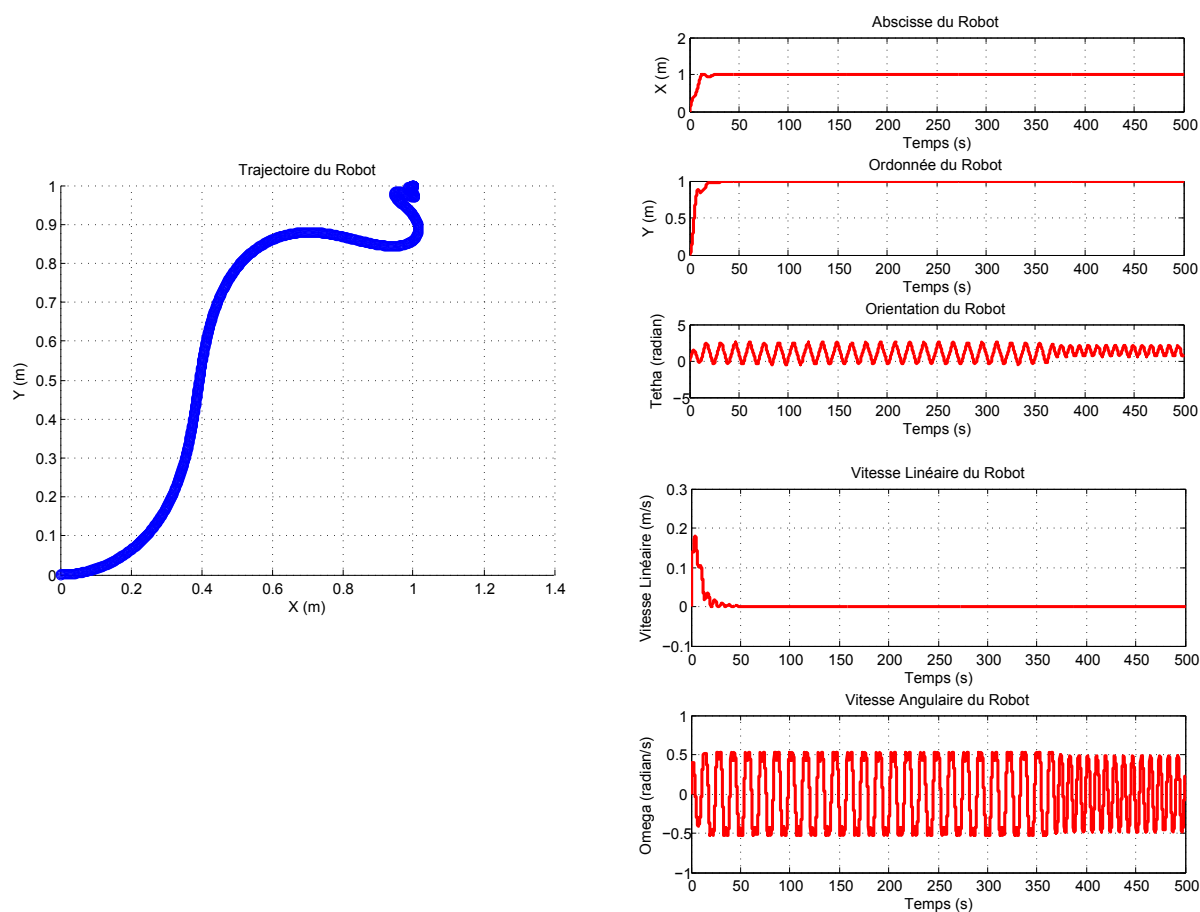 Trajectoire du Robot
1
0.9
0.8
0.7
0.6
0.5
0.4
0.3
0.2
0.1
0
Y (m)
0 0.2 0.4 0.6 0.8 1 1.2 1.4
X (m)
Abscisse du Robot
2
1
0
X (m)
0 50 100 150 200 250 300 350 400 450 500
Temps (s)
Ordonnée du Robot
1
0.5
0
Y (m)
0 50 100 150 200 250 300 350 400 450 500
Temps (s)
Orientation du Robot
5
0
−5
Tetha (radian)
0 50 100 150 200 250 300 350 400 450 500
Temps (s)
Vitesse Linéaire du Robot
0.3
0.2
0.1
0
−0.1
Vitesse Linéaire (m/s)
0 50 100 150 200 250 300 350 400 450 500
Temps (s)
Vitesse Angulaire du Robot
1
0.5
0
−0.5
−1
Omega (radian/s)
0 50 100 150 200 250 300 350 400 450 500
Temps (s)